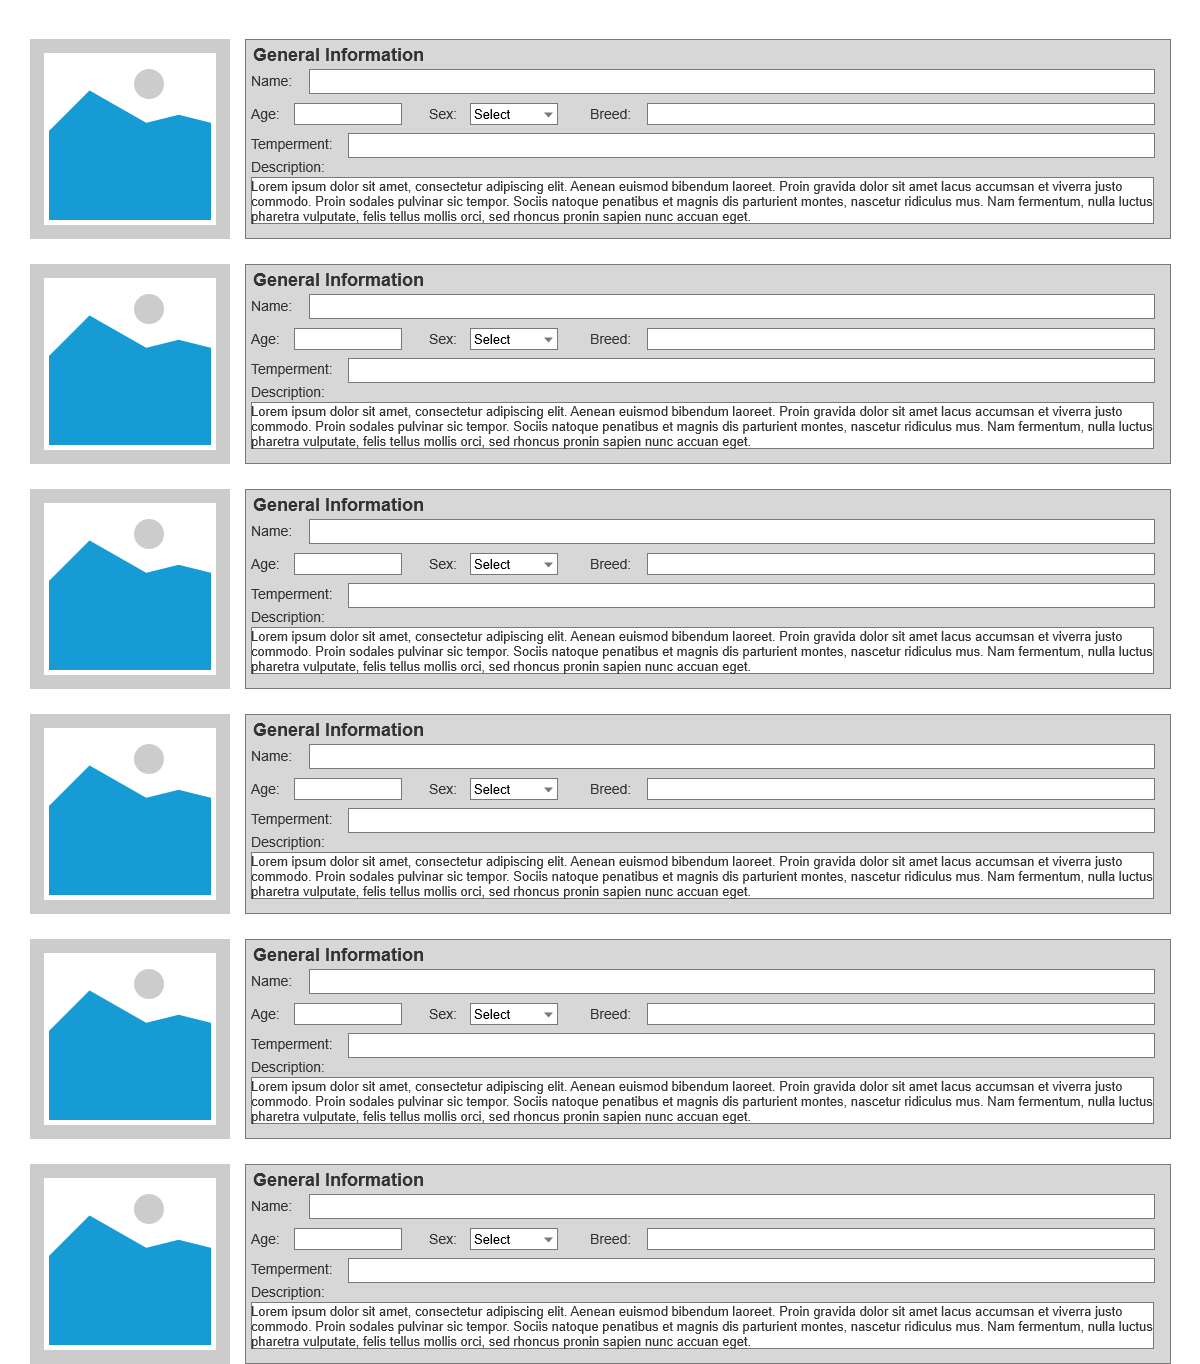 General Information
Name:
Age: Sex: Select Breed:
Temperment:
Description:
Lorem ipsum dolor sit amet, consectetur adipiscing elit. Aenean euismod bibendum laoreet. Proin gravida dolor sit amet lacus accumsan et viverra justo
commodo. Proin sodales pulvinar sic tempor. Sociis natoque penatibus et magnis dis parturient montes, nascetur ridiculus mus. Nam fermentum, nulla luctus
pharetra vulputate, felis tellus mollis orci, sed rhoncus pronin sapien nunc accuan eget.
General Information
Name:
Age: Sex: Select Breed:
Temperment:
Description:
Lorem ipsum dolor sit amet, consectetur adipiscing elit. Aenean euismod bibendum laoreet. Proin gravida dolor sit amet lacus accumsan et viverra justo
commodo. Proin sodales pulvinar sic tempor. Sociis natoque penatibus et magnis dis parturient montes, nascetur ridiculus mus. Nam fermentum, nulla luctus
pharetra vulputate, felis tellus mollis orci, sed rhoncus pronin sapien nunc accuan eget.
General Information
Name:
Age: Sex: Select Breed:
Temperment:
Description:
Lorem ipsum dolor sit amet, consectetur adipiscing elit. Aenean euismod bibendum laoreet. Proin gravida dolor sit amet lacus accumsan et viverra justo
commodo. Proin sodales pulvinar sic tempor. Sociis natoque penatibus et magnis dis parturient montes, nascetur ridiculus mus. Nam fermentum, nulla luctus
pharetra vulputate, felis tellus mollis orci, sed rhoncus pronin sapien nunc accuan eget.
General Information
Name:
Age: Sex: Select Breed:
Temperment:
Description:
Lorem ipsum dolor sit amet, consectetur adipiscing elit. Aenean euismod bibendum laoreet. Proin gravida dolor sit amet lacus accumsan et viverra justo
commodo. Proin sodales pulvinar sic tempor. Sociis natoque penatibus et magnis dis parturient montes, nascetur ridiculus mus. Nam fermentum, nulla luctus
pharetra vulputate, felis tellus mollis orci, sed rhoncus pronin sapien nunc accuan eget.
General Information
Name:
Age: Sex: Select Breed:
Temperment:
Description:
Lorem ipsum dolor sit amet, consectetur adipiscing elit. Aenean euismod bibendum laoreet. Proin gravida dolor sit amet lacus accumsan et viverra justo
commodo. Proin sodales pulvinar sic tempor. Sociis natoque penatibus et magnis dis parturient montes, nascetur ridiculus mus. Nam fermentum, nulla luctus
pharetra vulputate, felis tellus mollis orci, sed rhoncus pronin sapien nunc accuan eget.
General Information
Name:
Age: Sex: Select Breed:
Temperment:
Description:
Lorem ipsum dolor sit amet, consectetur adipiscing elit. Aenean euismod bibendum laoreet. Proin gravida dolor sit amet lacus accumsan et viverra justo
commodo. Proin sodales pulvinar sic tempor. Sociis natoque penatibus et magnis dis parturient montes, nascetur ridiculus mus. Nam fermentum, nulla luctus
pharetra vulputate, felis tellus mollis orci, sed rhoncus pronin sapien nunc accuan eget.